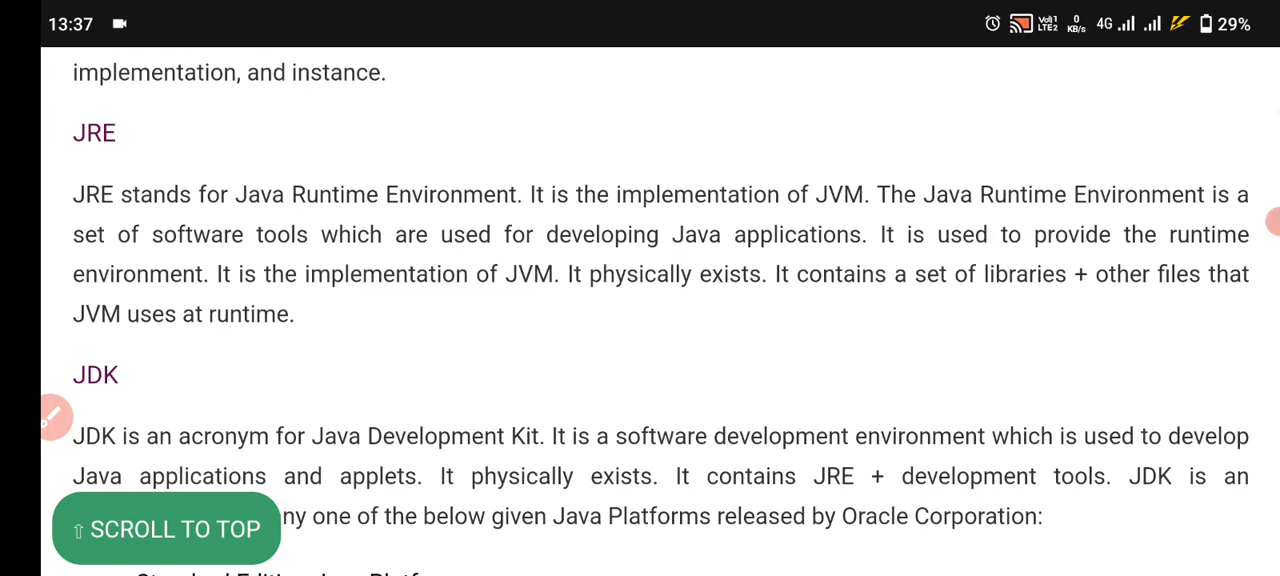 13:37 Vol) 1 LTE2 0 KB/s 4G 29%
implementation, and instance.
JRE
JRE stands for Java Runtime Environment. It is the implementation of JVM. The Java Runtime Environment is a
set of software tools which are used for developing Java applications. It is used to provide the runtime
environment. It is the implementation of JVM. It physically exists. It contains a set of libraries + other files that
JVM uses at runtime.
JDK
JDK is an acronym for Java Development Kit. It is a software development environment which is used to develop
Java applications and applets. It physically exists. It contains JRE + development tools. JDK is an
ny one of the below given Java Platforms released by Oracle Corporation:
⇧ SCROLL TO TOP